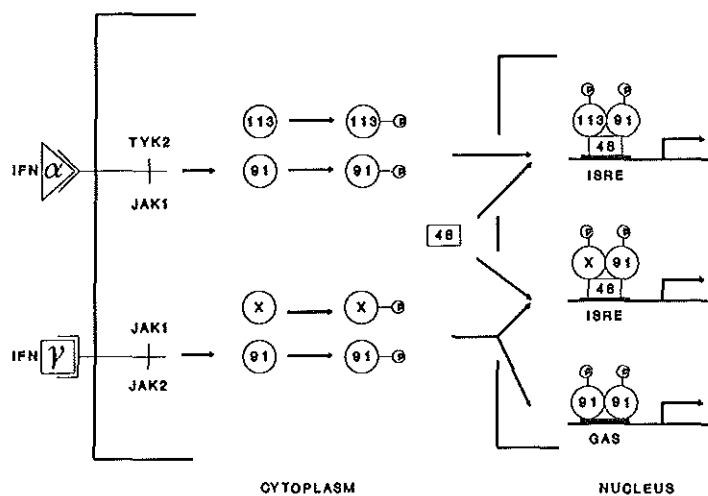 TYK2
IFN α
JAK1
113 113 P
91 91 P
48
JAK1
IFN γ
JAK2
X X P
91 91 P
P P
113 91
48
ISRE
P P
X 91
48
ISRE
P P
91 91
GAS
CYTOPLASM NUCLEUS